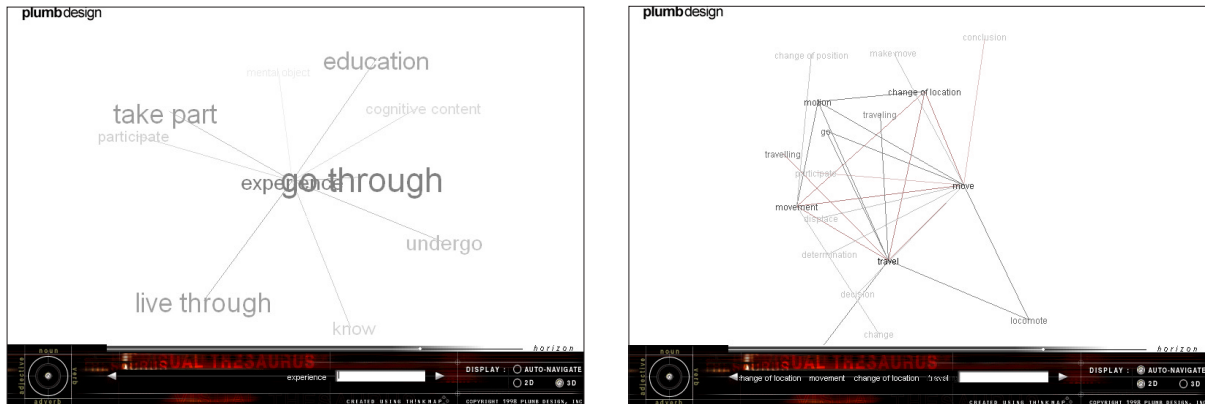 plumbdesign
mental object
education
take part
cognitive content
participate
experience
go through
undergo
live through
know
horizon
noun
adjective
verb
adverb
VISUAL THESAURUS
experience
DISPLAY :
AUTO-NAVIGATE
2D
3D
CREATED USING THINKMAP
COPYRIGHT 1998 PLUMB DESIGN, INC
plumbdesign
conclusion
change of position
make move
change of location
motion
traveling
go
travelling
participate
move
movement
displace
determination
travel
decision
locomote
change
horizon
noun
adjective
verb
adverb
VISUAL THESAURUS
change of location movement change of location travel
DISPLAY :
AUTO-NAVIGATE
2D
3D
CREATED USING THINKMAP
COPYRIGHT 1998 PLUMB DESIGN, INC